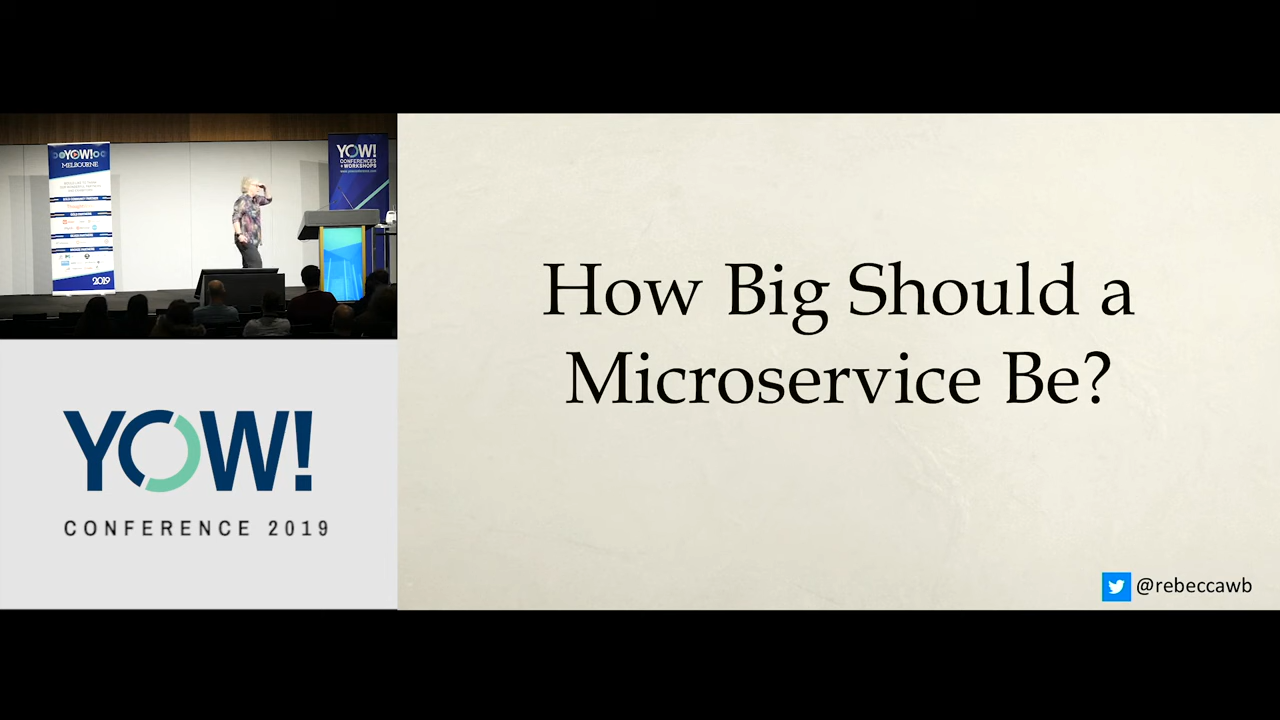 YOW!
MELBOURNE
2019
YOW!
CONFERENCES
+WORKSHOPS
YOW!
CONFERENCE 2019
How Big Should a
Microservice Be?
@rebeccawb